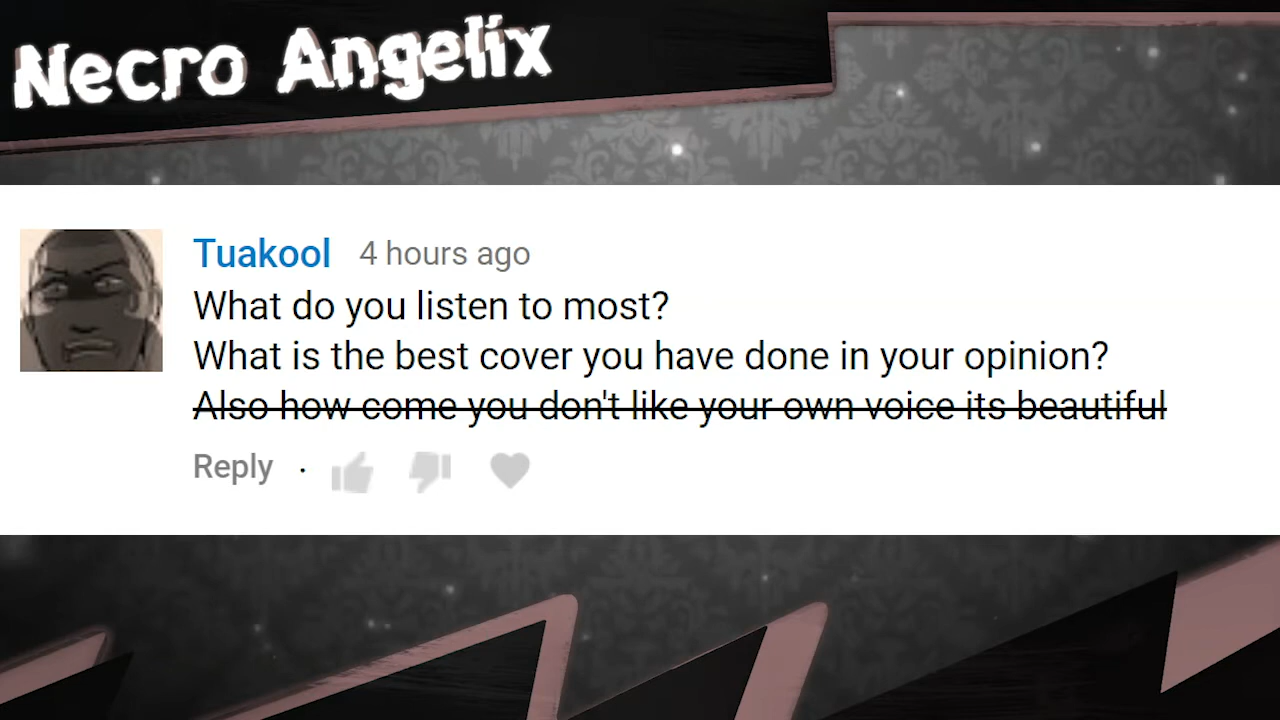 Necro Angelix
Tuakool 4 hours ago
What do you listen to most?
What is the best cover you have done in your opinion?
Also how come you don't like your own voice its beautiful
Reply ·